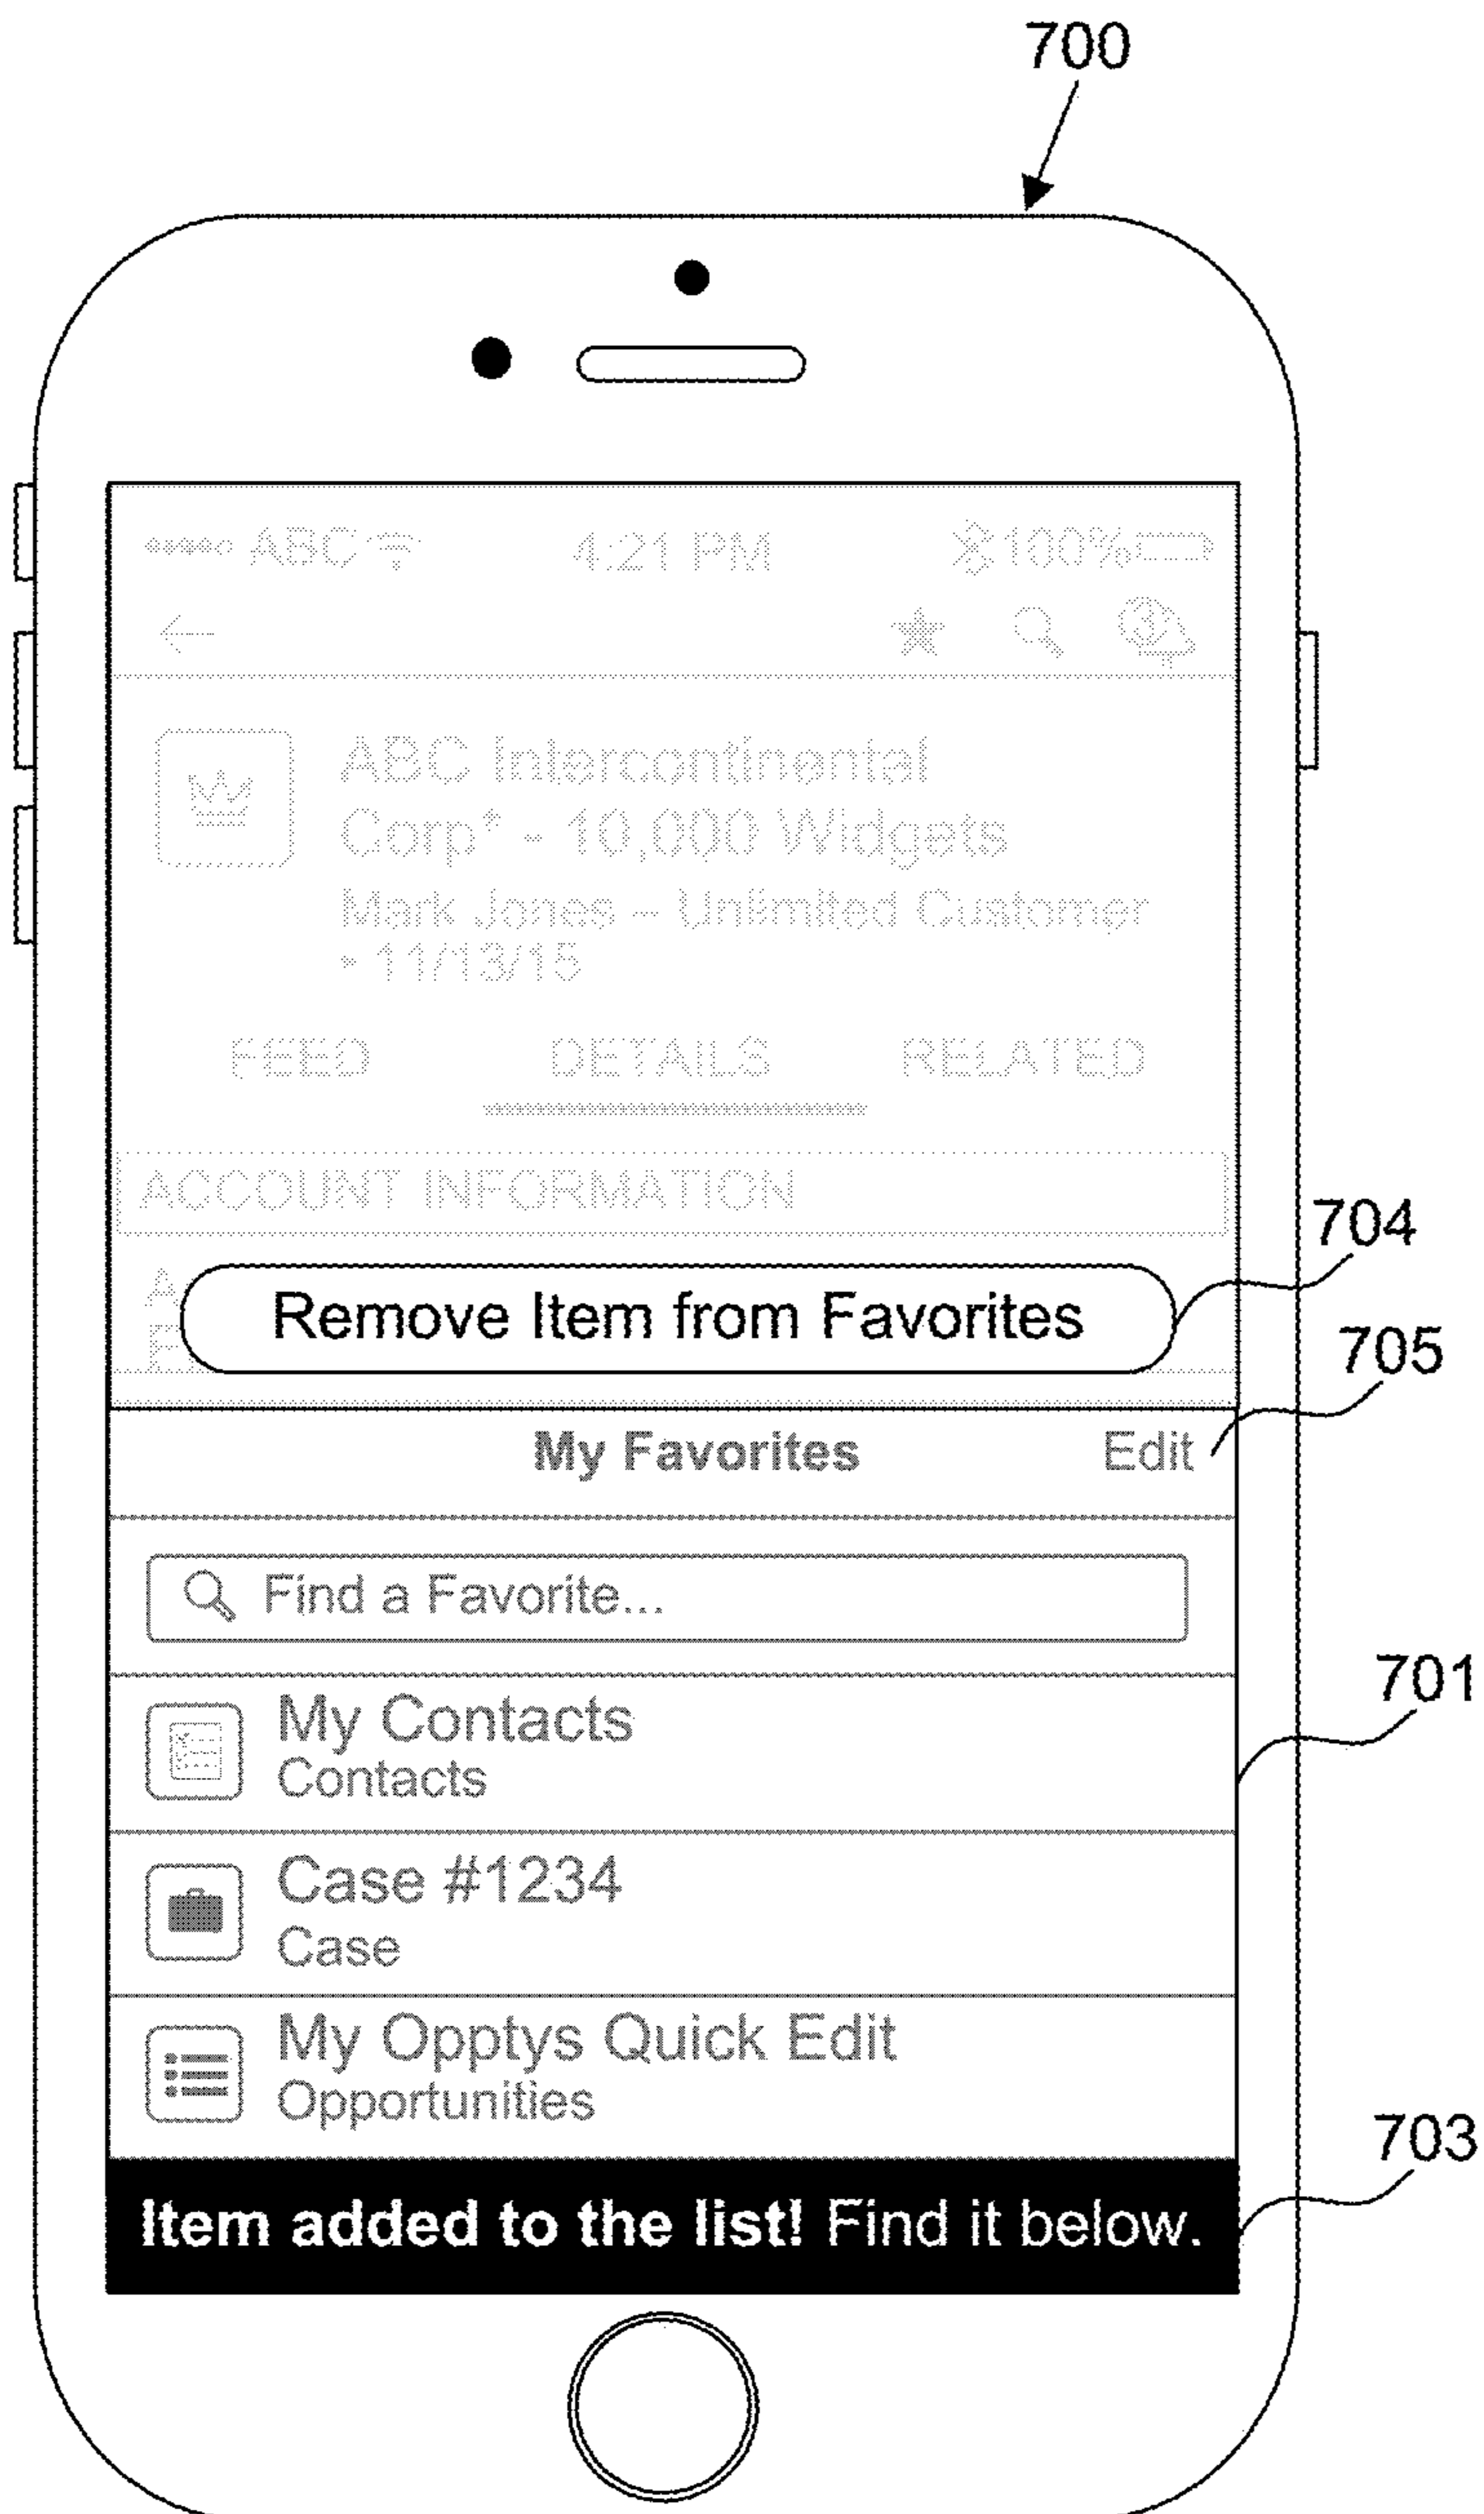 700
ABC 4:21 PM 100%
3
ABC Intercontinental
Corp* - 10,000 Widgets
Mark Jones – Unlimited Customer
• 11/13/15
FEED DETAILS RELATED
ACCOUNT INFORMATION
704
Remove Item from Favorites
705
My Favorites Edit
Find a Favorite...
701
My Contacts
Contacts
Case #1234
Case
My Opptys Quick Edit
Opportunities
703
Item added to the list! Find it below.